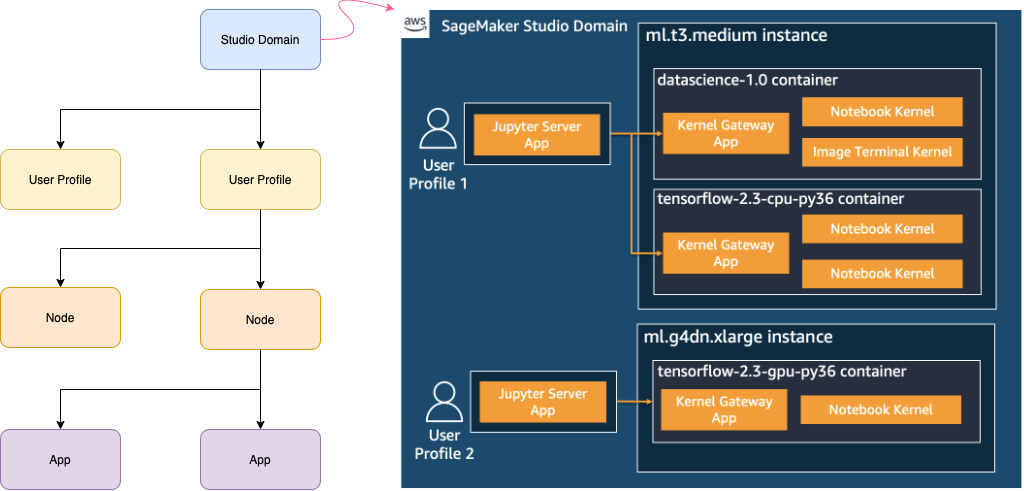 Studio Domain
User Profile
User Profile
Node
Node
App
App
aws
SageMaker Studio Domain
ml.t3.medium instance
datascience-1.0 container
Kernel Gateway
App
Notebook Kernel
Image Terminal Kernel
Jupyter Server
App
User
Profile 1
tensorflow-2.3-cpu-py36 container
Kernel Gateway
App
Notebook Kernel
Notebook Kernel
ml.g4dn.xlarge instance
tensorflow-2.3-gpu-py36 container
Kernel Gateway
App
Notebook Kernel
Jupyter Server
App
User
Profile 2